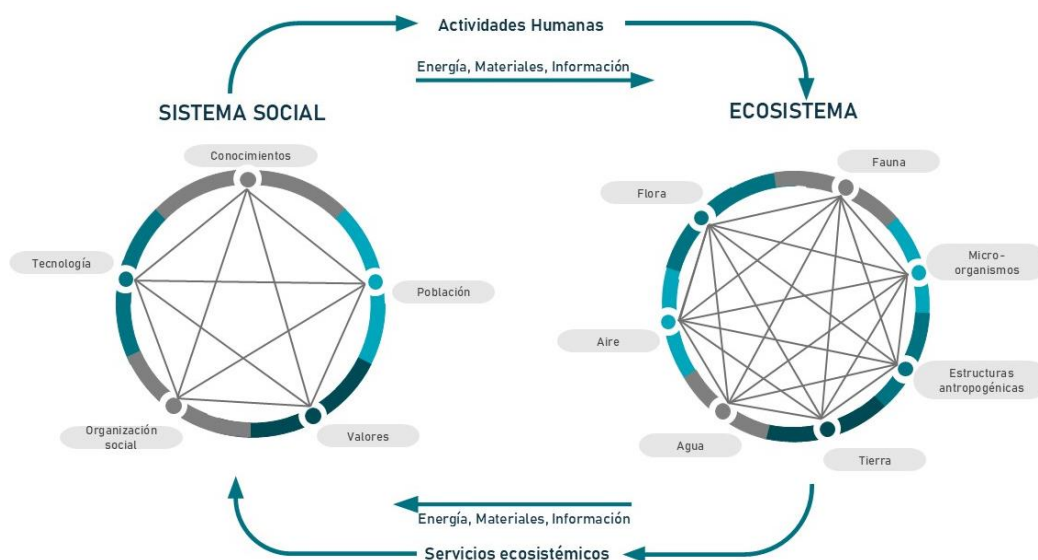 Actividades Humanas
Energía, Materiales, Información
SISTEMA SOCIAL
Conocimientos
Tecnología
Población
Organización
social
Valores
ECOSISTEMA
Fauna
Flora
Micro-
organismos
Aire
Estructuras
antropogénicas
Agua
Tierra
Energía, Materiales, Información
Servicios ecosistémicos